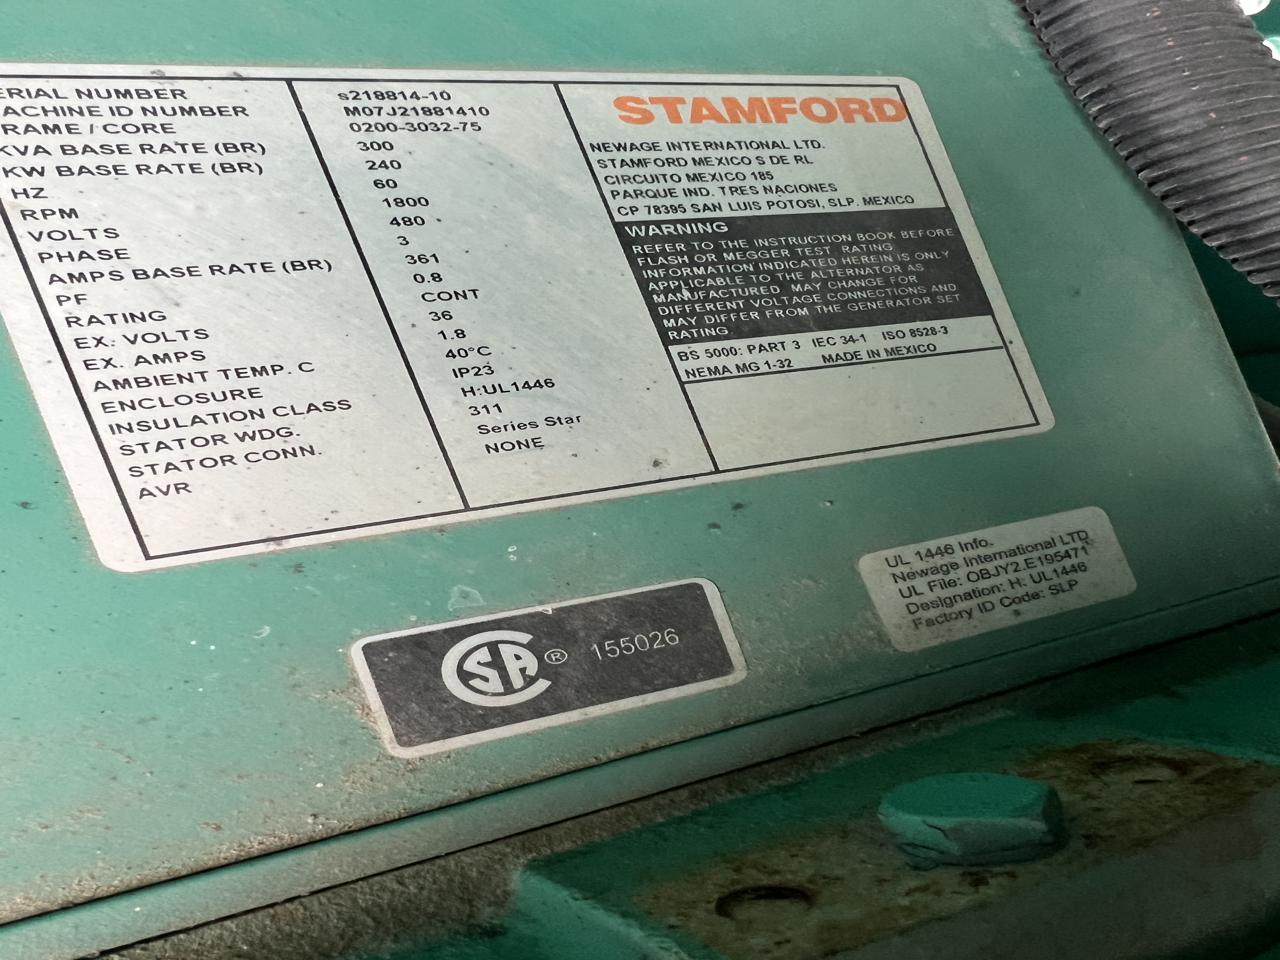 ERIAL NUMBER s218814-10
ACHINE ID NUMBER M07J21881410
RAME / CORE 0200-3032-75
KVA BASE RATE (BR) 300
KW BASE RATE (BR) 240
HZ 60
RPM 1800
VOLTS 480
PHASE 3
AMPS BASE RATE (BR) 361
PF 0.8
RATING CONT
EX. VOLTS 36
EX. AMPS 1.8
AMBIENT TEMP. C 40°C
ENCLOSURE IP23
INSULATION CLASS H:UL1446
STATOR WDG. 311
STATOR CONN. Series Star
AVR NONE
STAMFORD
NEWAGE INTERNATIONAL LTD.
STAMFORD MEXICO S DE RL
CIRCUITO MEXICO 185
PARQUE IND. TRES NACIONES
CP 78395 SAN LUIS POTOSI, SLP. MEXICO
WARNING
REFER TO THE INSTRUCTION BOOK BEFORE
FLASH OR MEGGER TEST. RATING
INFORMATION INDICATED HEREIN IS ONLY
APPLICABLE TO THE ALTERNATOR AS
MANUFACTURED. MAY CHANGE FOR
DIFFERENT VOLTAGE CONNECTIONS AND
MAY DIFFER FROM THE GENERATOR SET
RATING.
BS 5000: PART 3 IEC 34-1 ISO 8528-3
NEMA MG 1-32 MADE IN MEXICO
UL 1446 Info.
Newage International LTD
UL File: OBJY2.E195471
Designation: H: UL1446
Factory ID Code: SLP
CSA® 155026